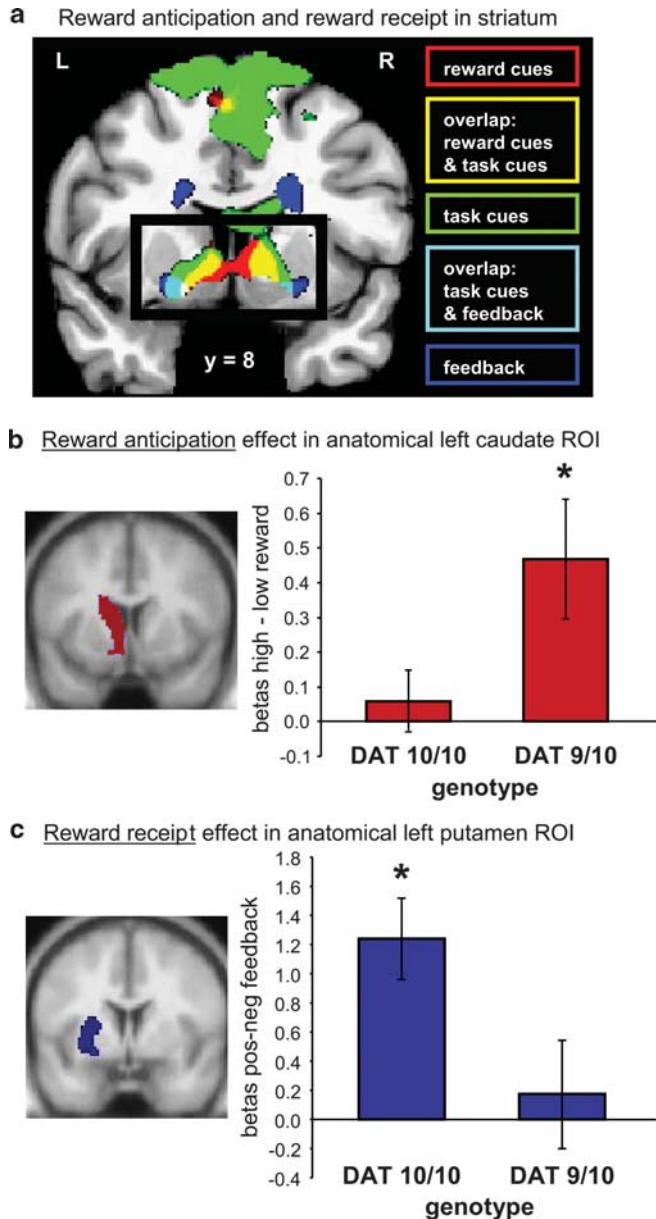 a Reward anticipation and reward receipt in striatum
L
R
reward cues
overlap:
reward cues
& task cues
task cues
overlap:
task cues
& feedback
feedback
y = 8
b Reward anticipation effect in anatomical left caudate ROI
betas high - low reward
0.7
0.6
0.5
0.4
0.3
0.2
0.1
0.0
-0.1
*
DAT 10/10
DAT 9/10
genotype
c Reward receipt effect in anatomical left putamen ROI
betas pos-neg feedback
1.8
1.6
1.4
1.2
1.0
0.8
0.6
0.4
0.2
0.0
-0.2
-0.4
*
DAT 10/10
DAT 9/10
genotype